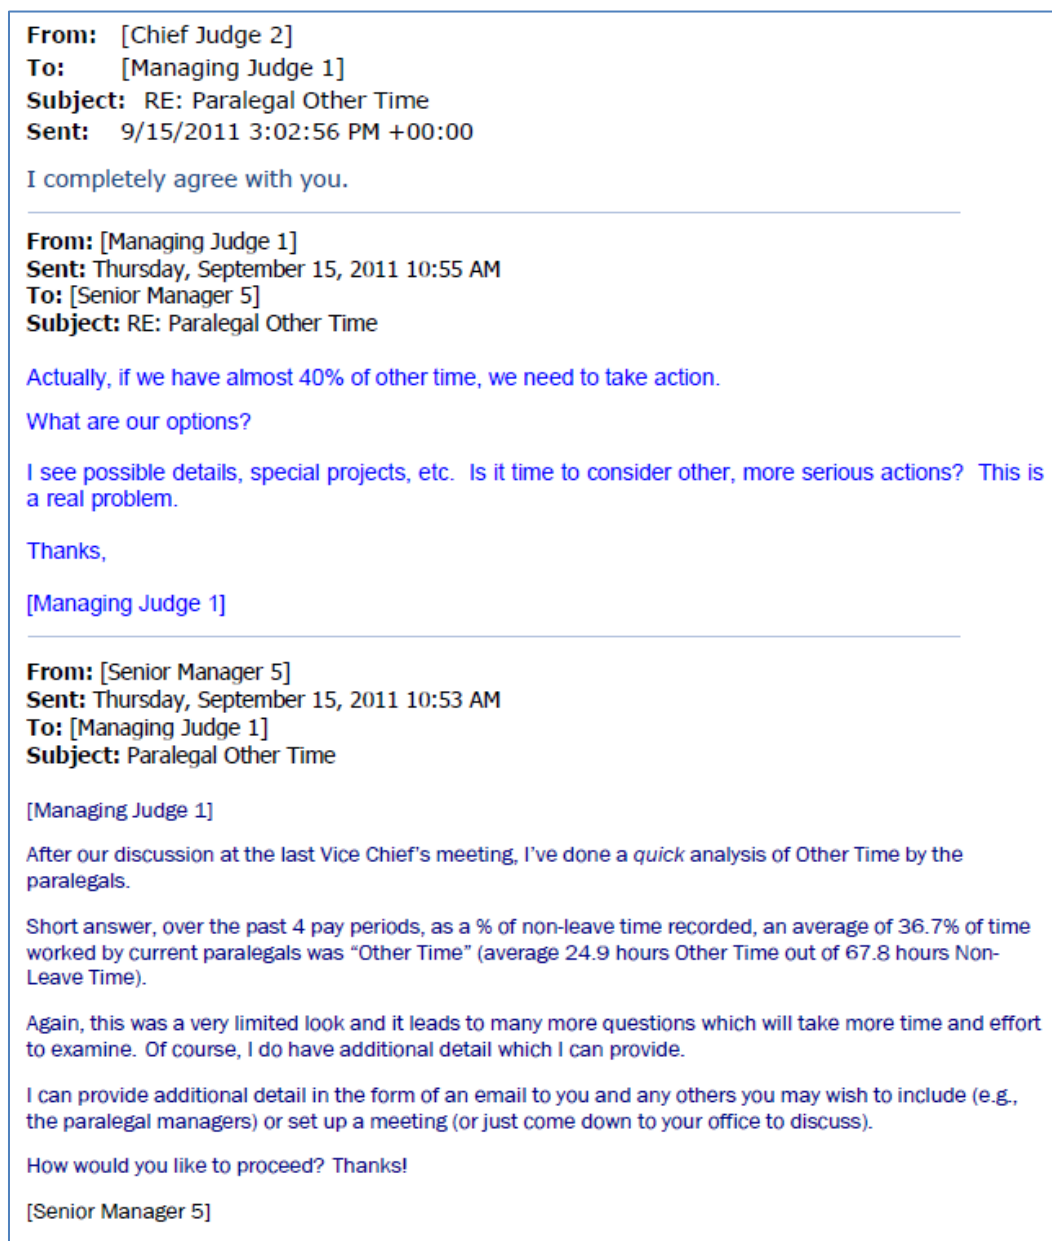 From: [Chief Judge 2]
To: [Managing Judge 1]
Subject: RE: Paralegal Other Time
Sent: 9/15/2011 3:02:56 PM +00:00
I completely agree with you.
From: [Managing Judge 1]
Sent: Thursday, September 15, 2011 10:55 AM
To: [Senior Manager 5]
Subject: RE: Paralegal Other Time
Actually, if we have almost 40% of other time, we need to take action.
What are our options?
I see possible details, special projects, etc.  Is it time to consider other, more serious actions?  This is
a real problem.
Thanks,
[Managing Judge 1]
From: [Senior Manager 5]
Sent: Thursday, September 15, 2011 10:53 AM
To: [Managing Judge 1]
Subject: Paralegal Other Time
[Managing Judge 1]
After our discussion at the last Vice Chief's meeting, I've done a quick analysis of Other Time by the
paralegals.
Short answer, over the past 4 pay periods, as a % of non-leave time recorded, an average of 36.7% of time
worked by current paralegals was “Other Time” (average 24.9 hours Other Time out of 67.8 hours Non-
Leave Time).
Again, this was a very limited look and it leads to many more questions which will take more time and effort
to examine. Of course, I do have additional detail which I can provide.
I can provide additional detail in the form of an email to you and any others you may wish to include (e.g.,
the paralegal managers) or set up a meeting (or just come down to your office to discuss).
How would you like to proceed? Thanks!
[Senior Manager 5]